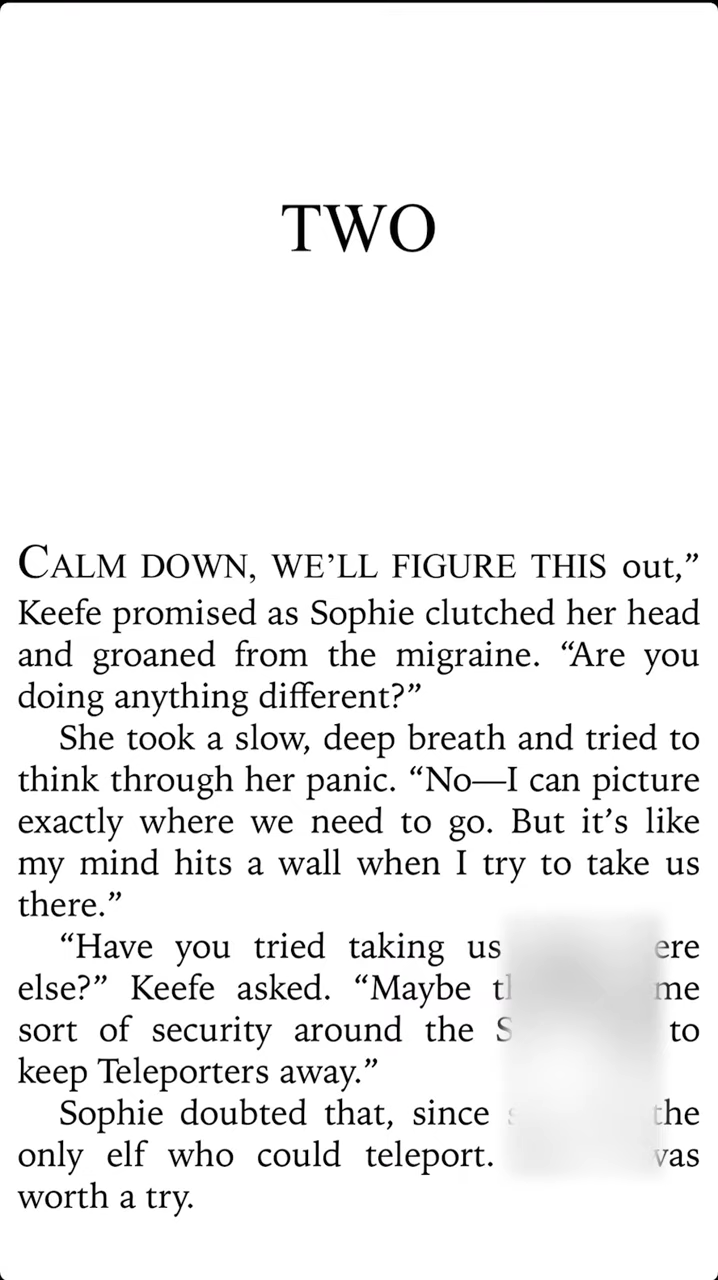 TWO
CALM DOWN, WE’LL FIGURE THIS out,”
Keefe promised as Sophie clutched her head
and groaned from the migraine. “Are you
doing anything different?”
She took a slow, deep breath and tried to
think through her panic. “No—I can picture
exactly where we need to go. But it’s like
my mind hits a wall when I try to take us
there.”
“Have you tried taking us
else?” Keefe asked. “Maybe
sort of security around the to
keep Teleporters away.”
Sophie doubted that, since the
only elf who could teleport.
worth a try.